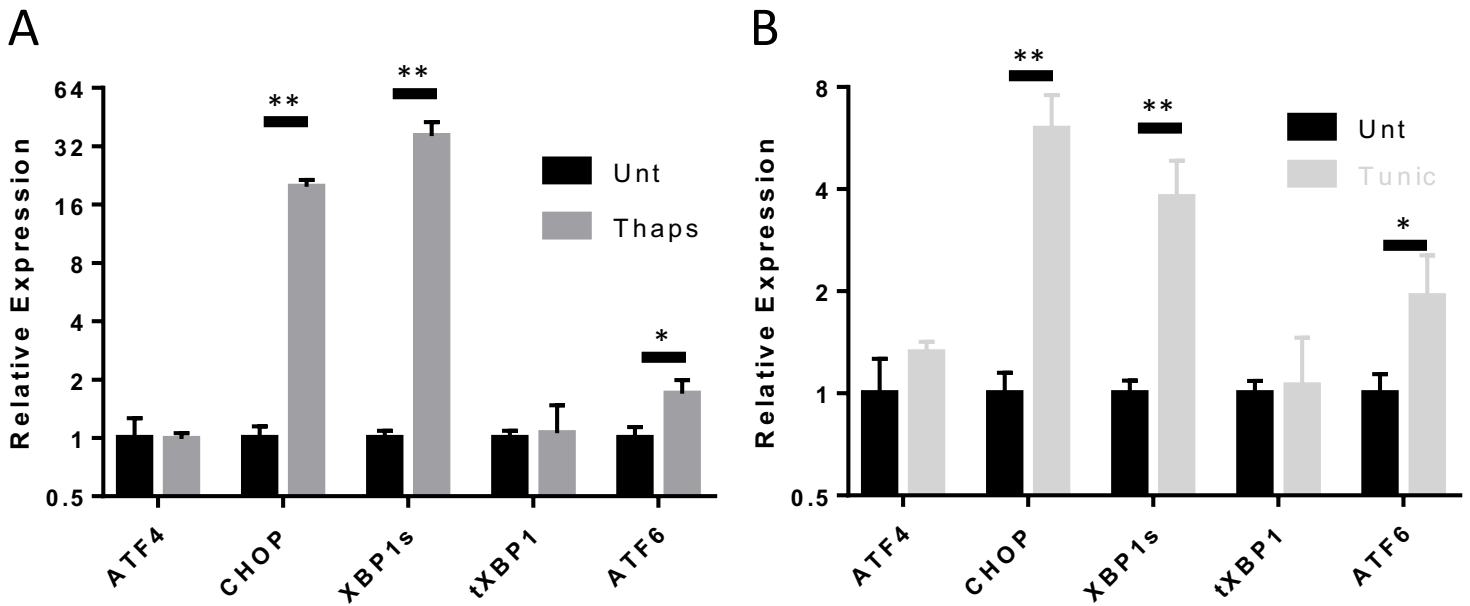 A
Relative Expression
64
32
16
8
4
2
1
0.5
**
**
*
Unt
Thaps
ATF4
CHOP
XBP1s
tXBP1
ATF6
B
Relative Expression
8
4
2
1
0.5
**
**
*
Unt
Tunic
ATF4
CHOP
XBP1s
tXBP1
ATF6